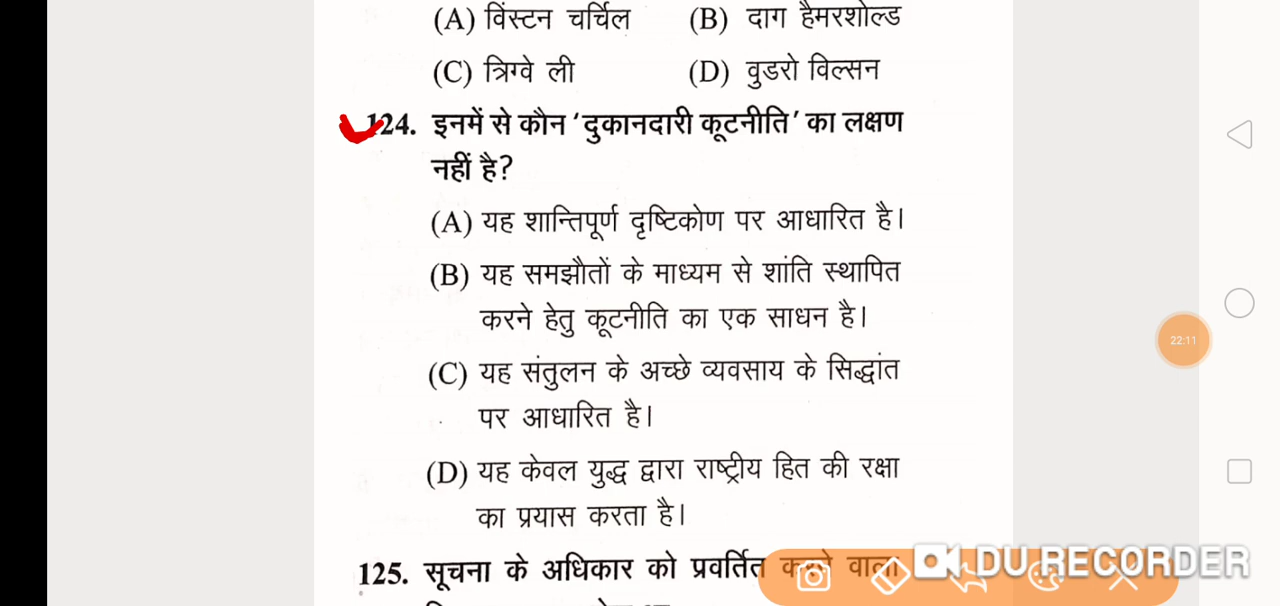 (A) विंस्टन चर्चिल (B) दाग हैमरशोल्ड
(C) त्रिग्वे ली (D) वुडरो विल्सन
124. इनमें से कौन 'दुकानदारी कूटनीति' का लक्षण
नहीं है?
(A) यह शान्तिपूर्ण दृष्टिकोण पर आधारित है।
(B) यह समझौतों के माध्यम से शांति स्थापित
करने हेतु कूटनीति का एक साधन है।
(C) यह संतुलन के अच्छे व्यवसाय के सिद्धांत
पर आधारित है।
22:11
(D) यह केवल युद्ध द्वारा राष्ट्रीय हित की रक्षा
का प्रयास करता है।
125. सूचना के अधिकार को प्रवर्तित करने वाला
DU RECORDER